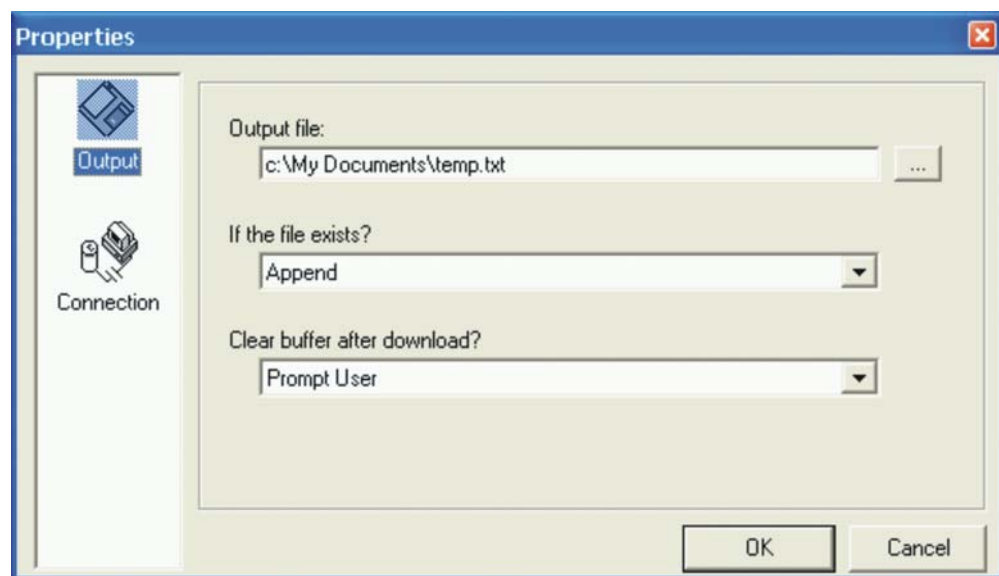 Properties
Output
Connection
Output file:
c:\My Documents\temp.txt
...
If the file exists?
Append
Clear buffer after download?
Prompt User
OK
Cancel